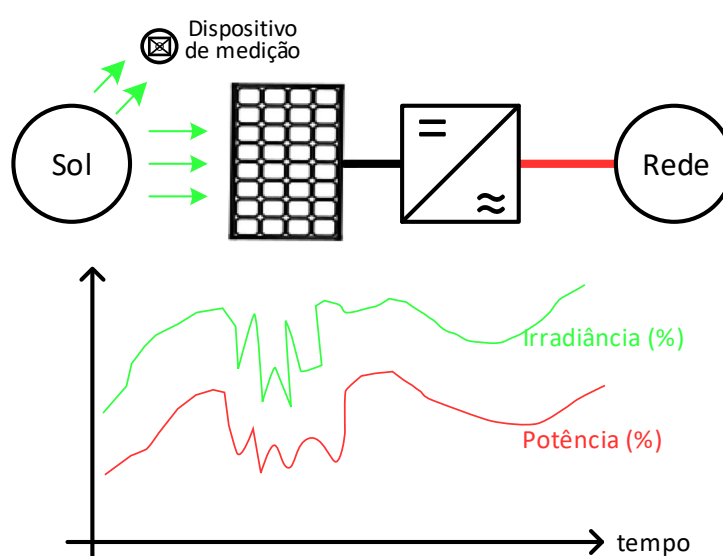 Dispositivo
de medição
Sol
Rede
Irradiância (%)
Potência (%)
tempo